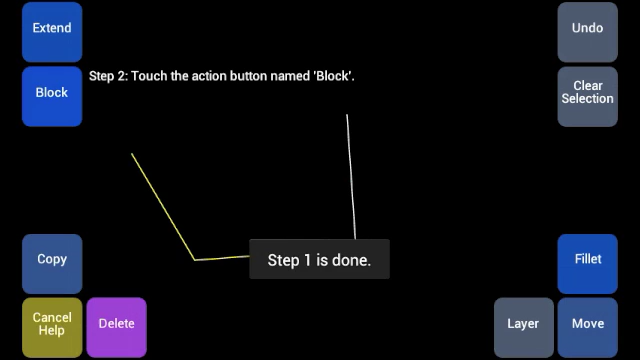 Extend
Undo
Step 2: Touch the action button named 'Block'.
Block
Clear
Selection
Step 1 is done.
Copy
Fillet
Cancel
Help
Delete
Layer
Move